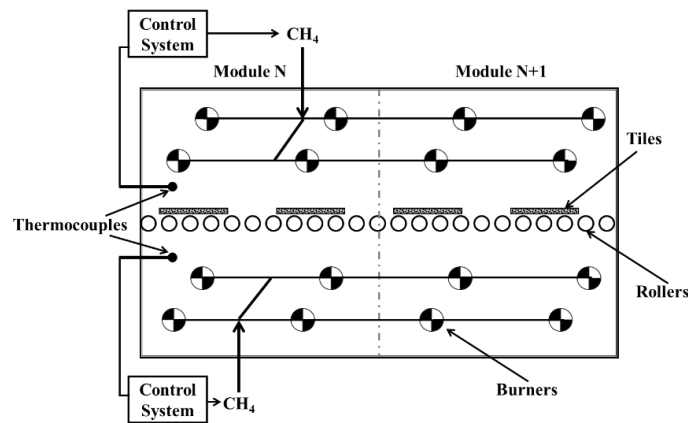 Control
System
CH4
Module N
Module N+1
Tiles
Thermocouples
Rollers
Burners
Control
System
CH4